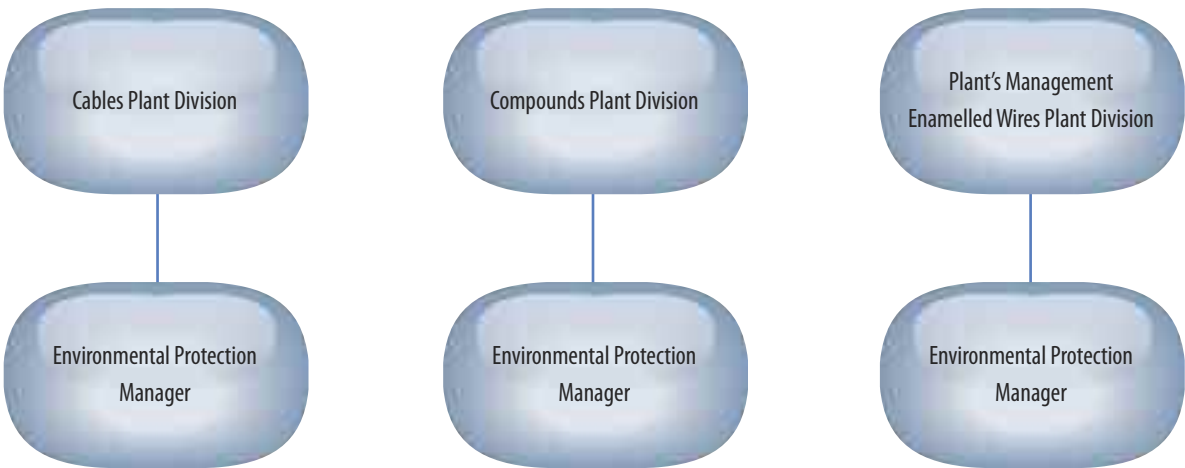 Cables Plant Division
Compounds Plant Division
Plant's Management
Enamelled Wires Plant Division
Environmental Protection
Manager
Environmental Protection
Manager
Environmental Protection
Manager